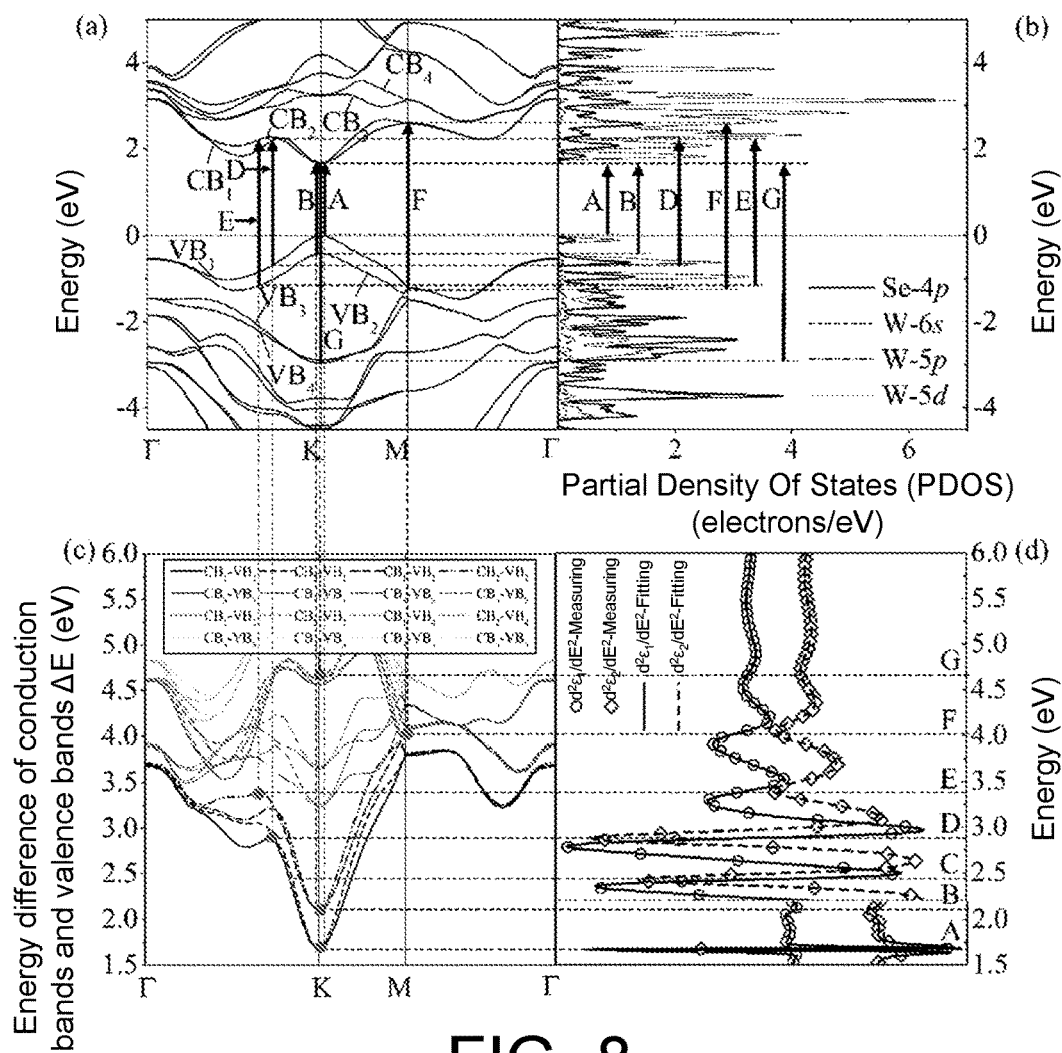 (a)
(b)
4
2
0
-2
-4
Energy (eV)
CB₄
CB₂
CB₃
CB₁
D
E
B
A
F
VB₃
VB₃
VB₂
VB₄
G
Γ
K
M
Γ
A
B
D
F
E
G
Se-4p
W-6s
W-5p
W-5d
4
2
0
-2
-4
Energy (eV)
2
4
6
Partial Density Of States (PDOS)
(electrons/eV)
(c)
(d)
6.0
5.5
5.0
4.5
4.0
3.5
3.0
2.5
2.0
1.5
Energy difference of conduction
bands and valence bands ΔE (eV)
Γ
K
M
Γ
d²ε₁/dE²-Measuring
d²ε₂/dE²-Measuring
d²ε₁/dE²-Fitting
d²ε₂/dE²-Fitting
G
F
E
D
C
B
A
6.0
5.5
5.0
4.5
4.0
3.5
3.0
2.5
2.0
1.5
Energy (eV)
FIG. 8